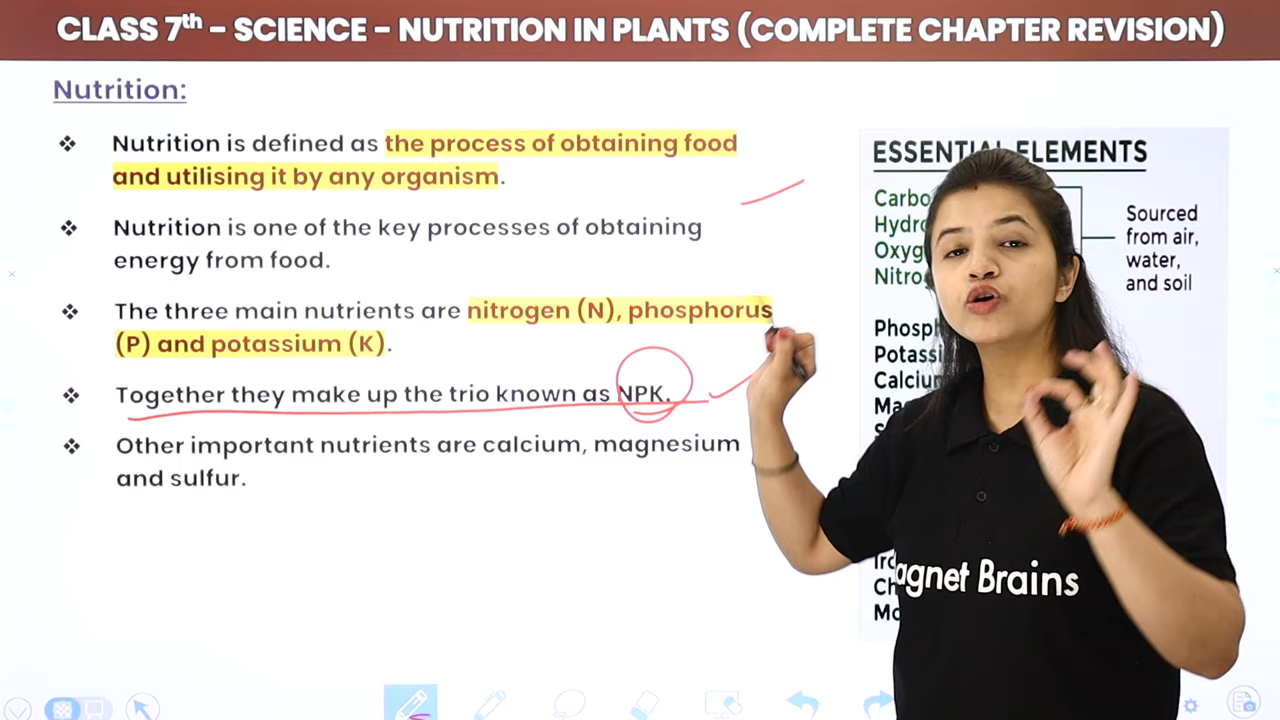 CLASS 7th – SCIENCE – NUTRITION IN PLANTS (COMPLETE CHAPTER REVISION)
Nutrition:
❖ Nutrition is defined as the process of obtaining food
and utilising it by any organism.
❖ Nutrition is one of the key processes of obtaining
energy from food.
❖ The three main nutrients are nitrogen (N), phosphorus
(P) and potassium (K).
❖ Together they make up the trio known as NPK.
❖ Other important nutrients are calcium, magnesium
and sulfur.
ESSENTIAL ELEMENTS
Sourced
from air,
water,
and soil
Brains